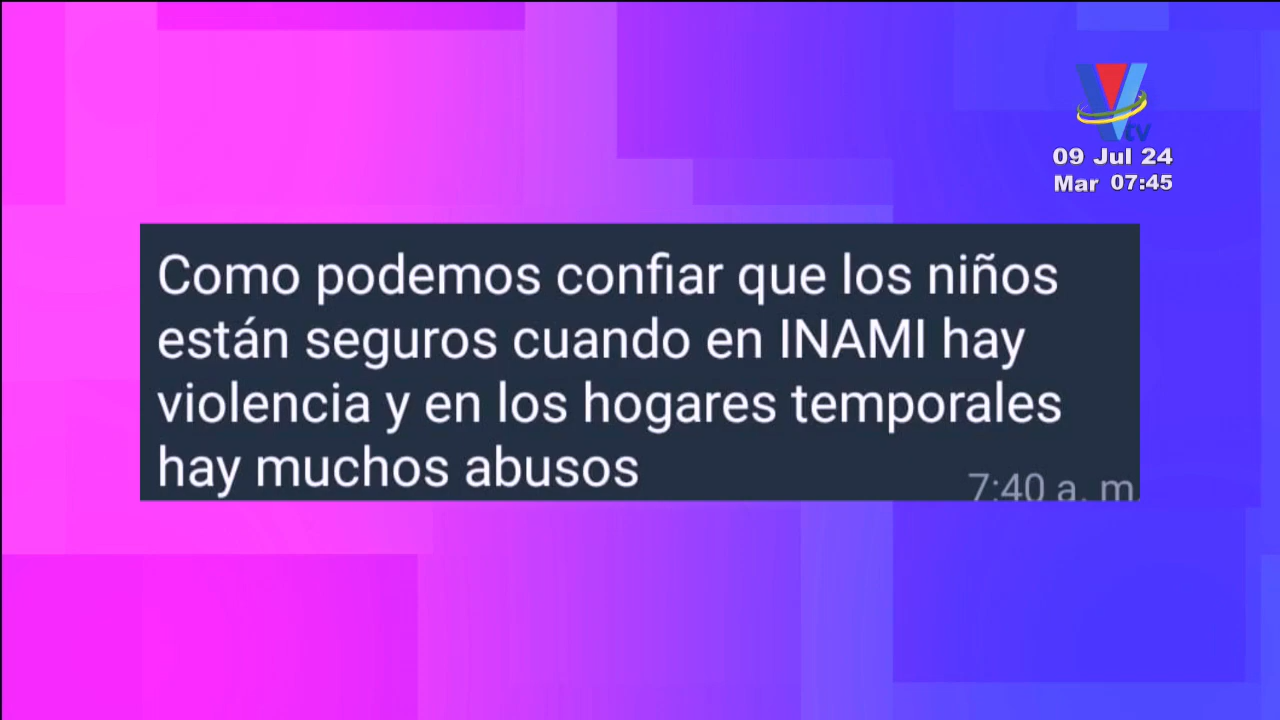 tv
09 Jul 24
Mar 07:45
Como podemos confiar que los niños
están seguros cuando en INAMI hay
violencia y en los hogares temporales
hay muchos abusos
7:40 a. m.